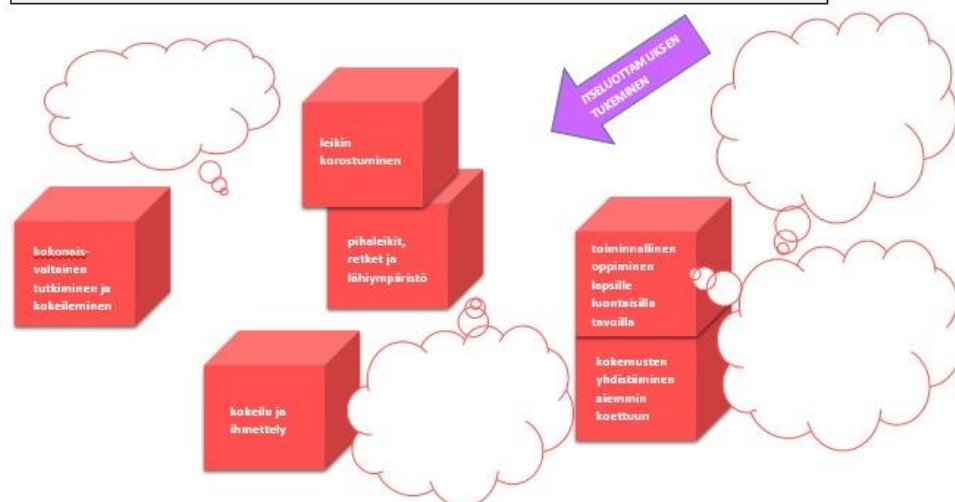 ITSELUOTTAMUKSEN
TUKEMINEN
leikin
korostuminen
kokonais-
valtainen
tutkiminen ja
kokeileminen
pihaleikit,
retket ja
lähiympäristö
toiminnallinen
oppiminen
lapsille
luontaisilla
tavoilla
kokeilu ja
ihmettely
kokemusten
yhdistäminen
aiemmin
koettuun